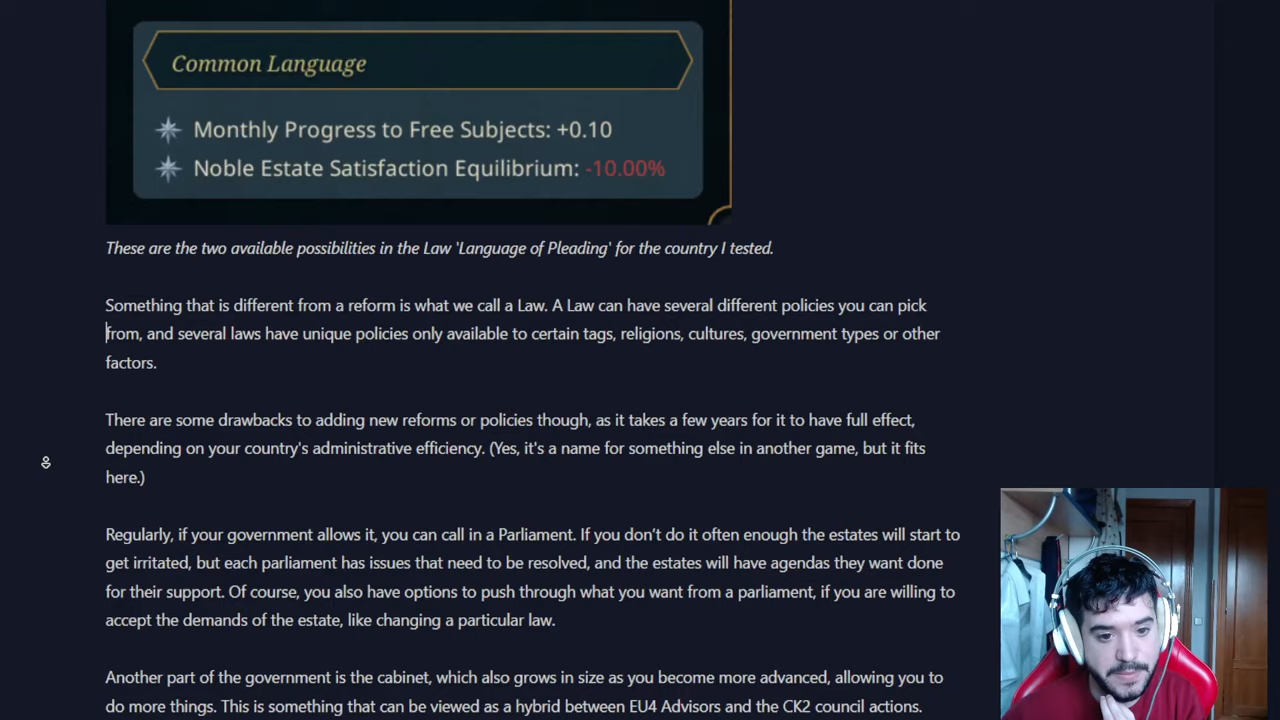 Common Language
Monthly Progress to Free Subjects: +0.10
Noble Estate Satisfaction Equilibrium: -10.00%
These are the two available possibilities in the Law 'Language of Pleading' for the country I tested.
Something that is different from a reform is what we call a Law. A Law can have several different policies you can pick
from, and several laws have unique policies only available to certain tags, religions, cultures, government types or other
factors.
There are some drawbacks to adding new reforms or policies though, as it takes a few years for it to have full effect,
depending on your country's administrative efficiency. (Yes, it's a name for something else in another game, but it fits
here.)
Regularly, if your government allows it, you can call in a Parliament. If you don’t do it often enough the estates will start to
get irritated, but each parliament has issues that need to be resolved, and the estates will have agendas they want done
for their support. Of course, you also have options to push through what you want from a parliament, if you are willing to
accept the demands of the estate, like changing a particular law.
Another part of the government is the cabinet, which also grows in size as you become more advanced, allowing you to
do more things. This is something that can be viewed as a hybrid between EU4 Advisors and the CK2 council actions.